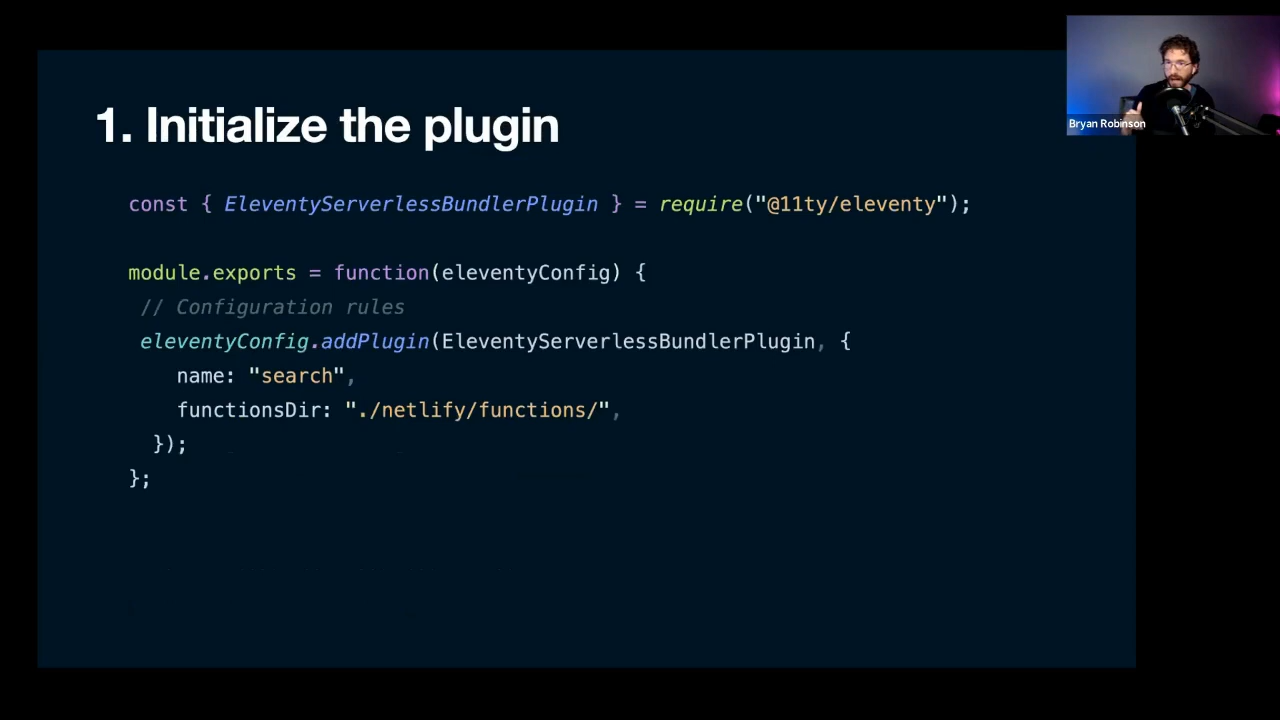 1. Initialize the plugin
const { EleventyServerlessBundlerPlugin } = require("@11ty/eleventy");
module.exports = function(eleventyConfig) {
// Configuration rules
eleventyConfig.addPlugin(EleventyServerlessBundlerPlugin, {
name: "search",
functionsDir: "./netlify/functions/",
});
};
Bryan Robinson